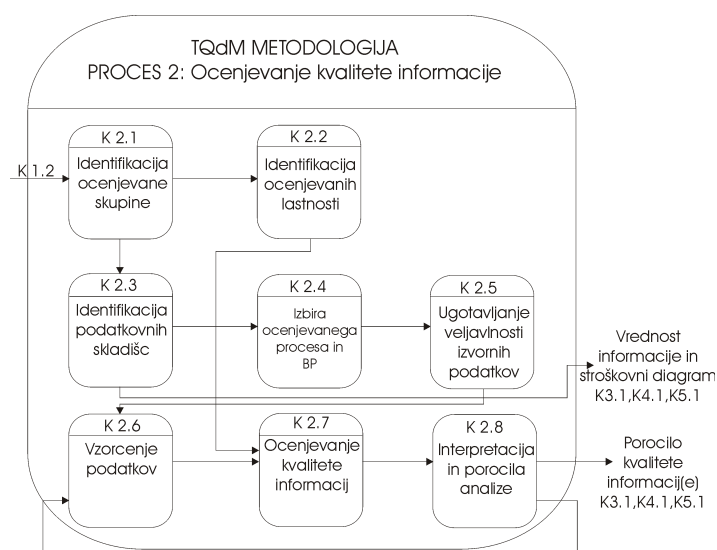 TQdM METODOLOGIJA
PROCES 2: Ocenjevanje kvalitete informacije
K 1.2
K 2.1
Identifikacija
ocenjevane
skupine
K 2.2
Identifikacija
ocenjevanih
lastnosti
K 2.3
Identifikacija
podatkovnih
skladišc
K 2.4
Izbira
ocenjevanega
procesa in
BP
K 2.5
Ugotavljanje
veljavlnosti
izvornih
podatkov
Vrednost
informacije in
stroškovni diagram
K3.1,K4.1,K5.1
K 2.6
Vzorcenje
podatkov
K 2.7
Ocenjevanje
kvalitete
informacij
K 2.8
Interpretacija
in porocila
analize
Porocilo
kvalitete
informacij(e)
K3.1,K4.1,K5.1